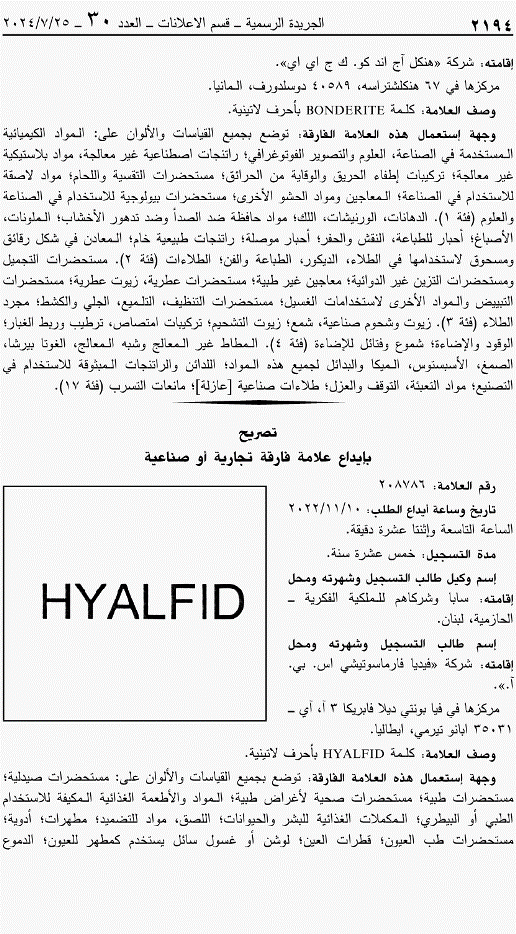 ٢١٩٤
الجريدة الرسمية ــ قسم الاعلانات ــ العدد ٣٠ ــ ٢٠٢٤/٧/٢٥
إقامته: شركة «هنكل آج اند كو. ك ج اي اي».
مركزها في ٦٧ هنكلشتراسه، ٤٠٥٨٩ دوسلدورف، المانيا.
وصف العلامة: كلمة BONDERITE بأحرف لاتينية.
وجهة إستعمال هذه العلامة الفارقة: توضع بجميع القياسات والألوان على: المواد الكيميائية
المستخدمة في الصناعة، العلوم والتصوير الفوتوغرافي؛ راتنجات اصطناعية غير معالجة، مواد بلاستيكية
غير معالجة؛ تركيبات إطفاء الحريق والوقاية من الحرائق؛ مستحضرات التقسية واللحام؛ مواد لاصقة
للاستخدام في الصناعة؛ المعاجين ومواد الحشو الأخرى؛ مستحضرات بيولوجية للاستخدام في الصناعة
والعلوم (فئة ١). الدهانات، الورنيشات، اللك؛ مواد حافظة ضد الصدأ وضد تدهور الأخشاب؛ الملونات،
الأصباغ؛ أحبار للطباعة، النقش والحفر؛ أحبار موصلة؛ راتنجات طبيعية خام؛ المعادن في شكل رقائق
ومسحوق لاستخدامها في الطلاء، الديكور، الطباعة والفن؛ الطلاءات (فئة ٢). مستحضرات التجميل
ومستحضرات التزين غير الدوائية؛ معاجين غير طبية؛ مستحضرات عطرية، زيوت عطرية؛ مستحضرات
التبييض والمواد الأخرى لاستخدامات الغسيل؛ مستحضرات التنظيف، التلميع، الجلي والكشط؛ مجرد
الطلاء (فئة ٣). زيوت وشحوم صناعية، شمع؛ زيوت التشحيم؛ تركيبات امتصاص، ترطيب وربط الغبار؛
الوقود والإضاءة؛ شموع وفتائل للإضاءة (فئة ٤). المطاط غير المعالج وشبه المعالج، الغوتا بيرشا،
الصمغ، الأسبستوس، الميكا والبدائل لجميع هذه المواد؛ اللدائن والراتنجات المبثوقة للاستخدام في
التصنيع؛ مواد التعبئة، التوقف والعزل؛ طلاءات صناعية [عازلة]؛ مانعات التسرب (فئة ١٧).
تصريح
بإيداع علامة فارقة تجارية أو صناعية
رقم العلامة: ٢٠٨٧٨٦
تاريخ وساعة أيداع الطلب: ٢٠٢٢/١١/١٠
الساعة التاسعة وإثنتا عشرة دقيقة.
مدة التسجيل: خمس عشرة سنة.
إسم وكيل طالب التسجيل وشهرته ومحل
إقامته: سابا وشركاهم للملكية الفكرية ــ
الحازمية، لبنان.
إسم طالب التسجيل وشهرته ومحل
إقامته: شركة «فيديا فارماسوتيشي اس. بي.
آ.».
مركزها في فيا بونتي ديلا فابريكا ٣ آ، آي ــ
٣٥٠٣١ ابانو تيرمي، ايطاليا.
HYALFID
وصف العلامة: كلمة HYALFID بأحرف لاتينية.
وجهة إستعمال هذه العلامة الفارقة: توضع بجميع القياسات والألوان على: مستحضرات صيدلية؛
مستحضرات طبية؛ مستحضرات صحية لأغراض طبية؛ المواد والأطعمة الغذائية المكيفة للاستخدام
الطبي أو البيطري؛ المكملات الغذائية للبشر والحيوانات؛ اللصق، مواد للتضميد؛ مطهرات؛ أدوية؛
مستحضرات طب العيون؛ قطرات العين؛ لوشن أو غسول سائل يستخدم كمطهر للعيون؛ الدموع